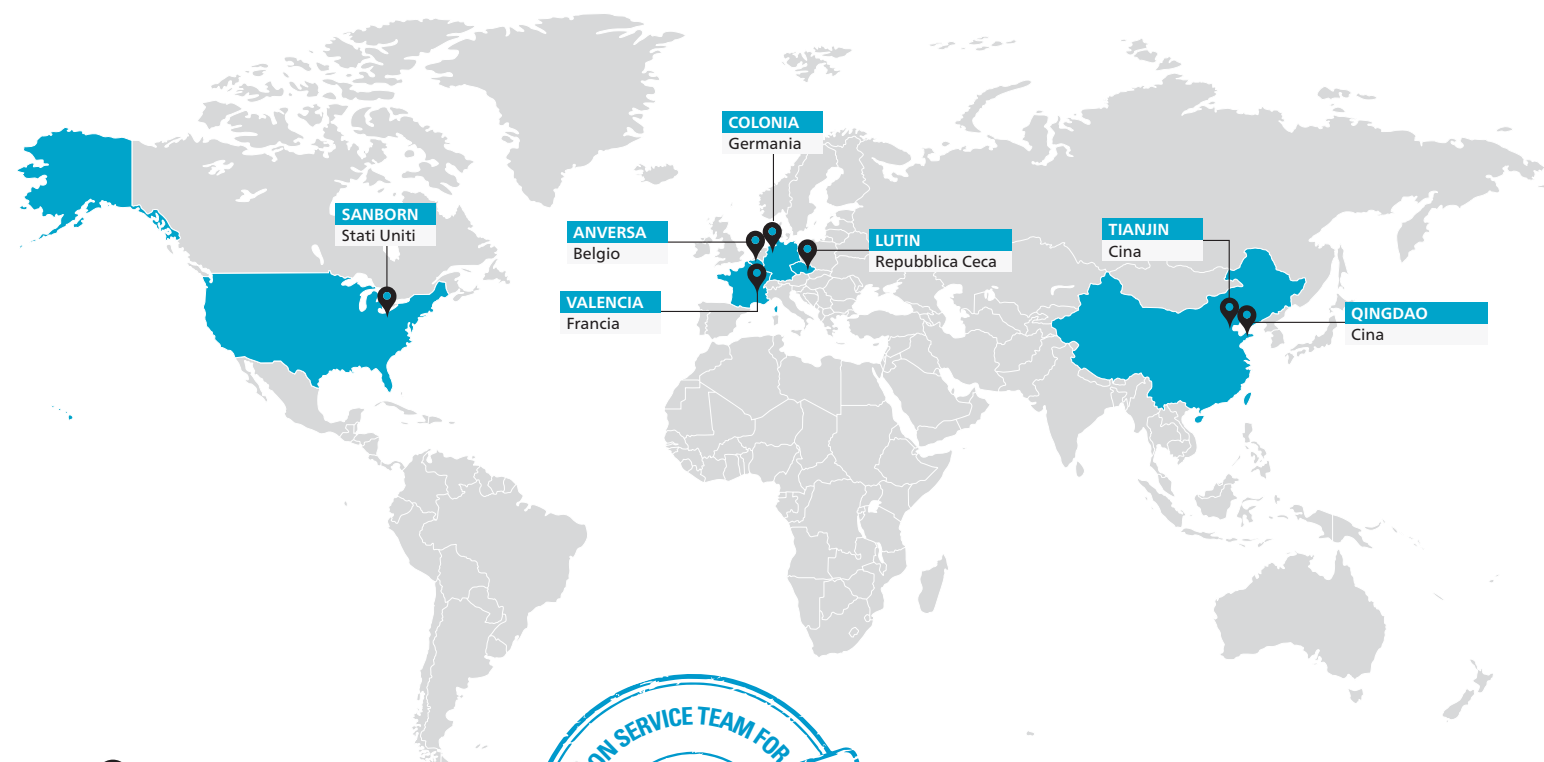 COLONIA
Germania
SANBORN
Stati Uniti
ANVERSA
Belgio
LUTIN
Repubblica Ceca
TIANJIN
Cina
VALENCIA
Francia
QINGDAO
Cina
ON SERVICE TEAM FOR